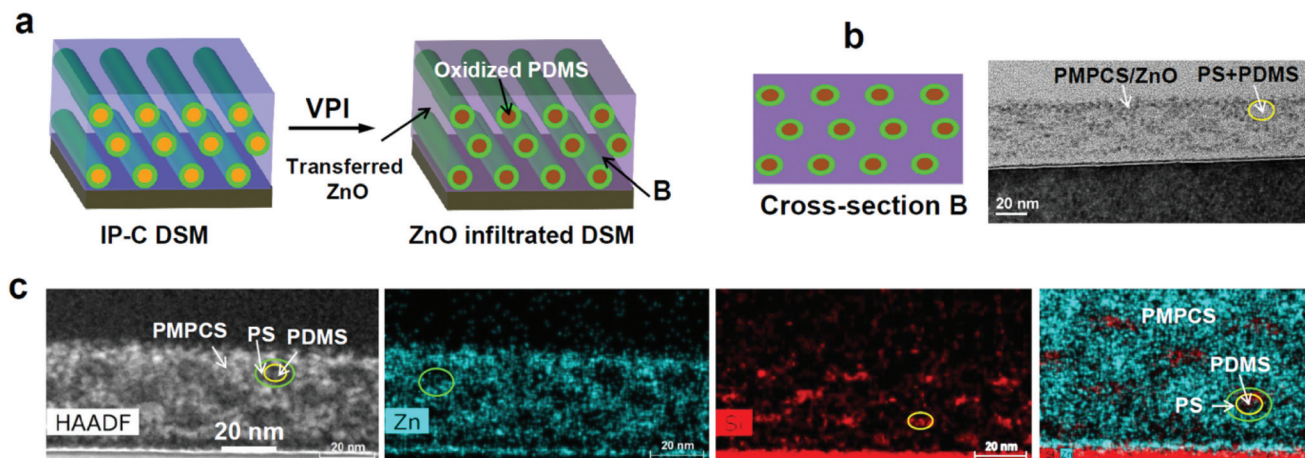 a
Oxidized PDMS
VPI
Transferred
ZnO
B
IP-C DSM
ZnO infiltrated DSM
b
PMPCS/ZnO
PS+PDMS
20 nm
Cross-section B
c
PMPCS
PS
PDMS
HAADF
20 nm
20 nm
Zn
20 nm
Si
20 nm
PMPCS
PDMS
PS